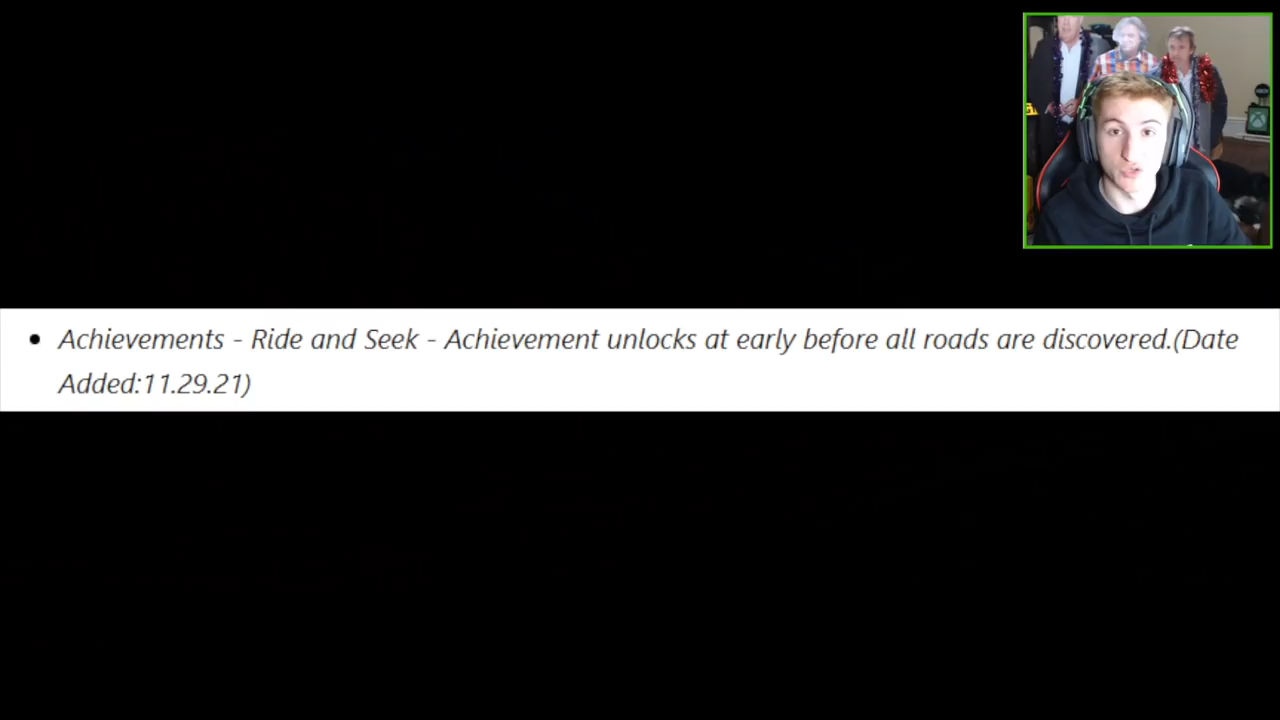 Achievements - Ride and Seek - Achievement unlocks at early before all roads are discovered.(Date
Added:11.29.21)